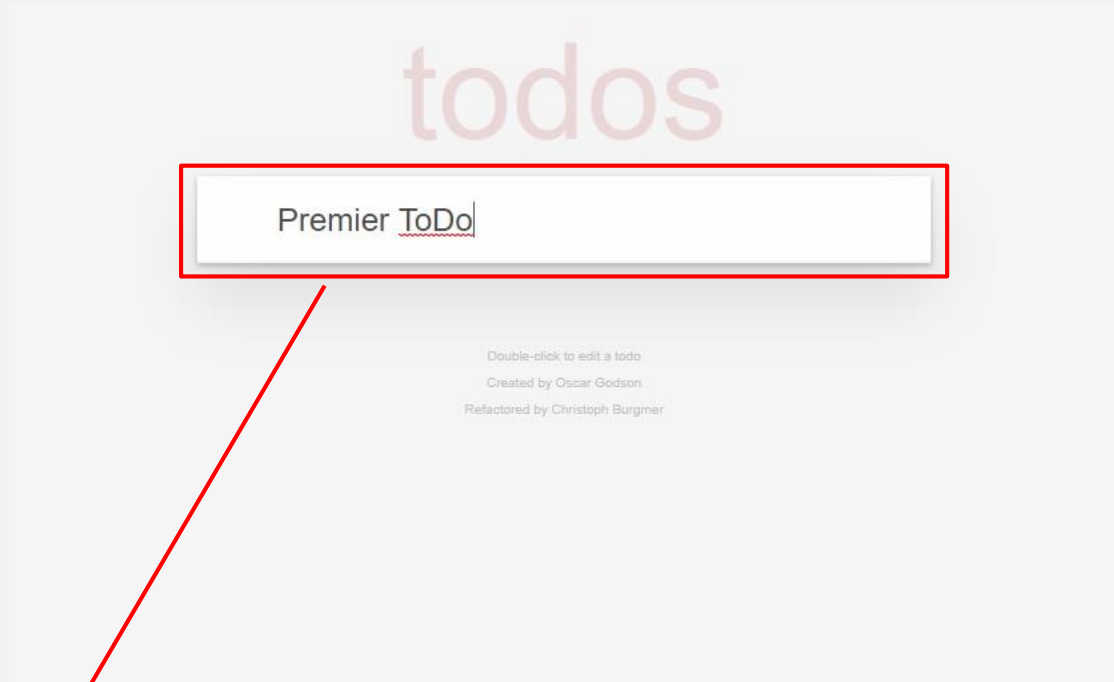 todos
Premier ToDo
Double-click to edit a todo
Created by Oscar Godson
Refactored by Christoph Burgmer